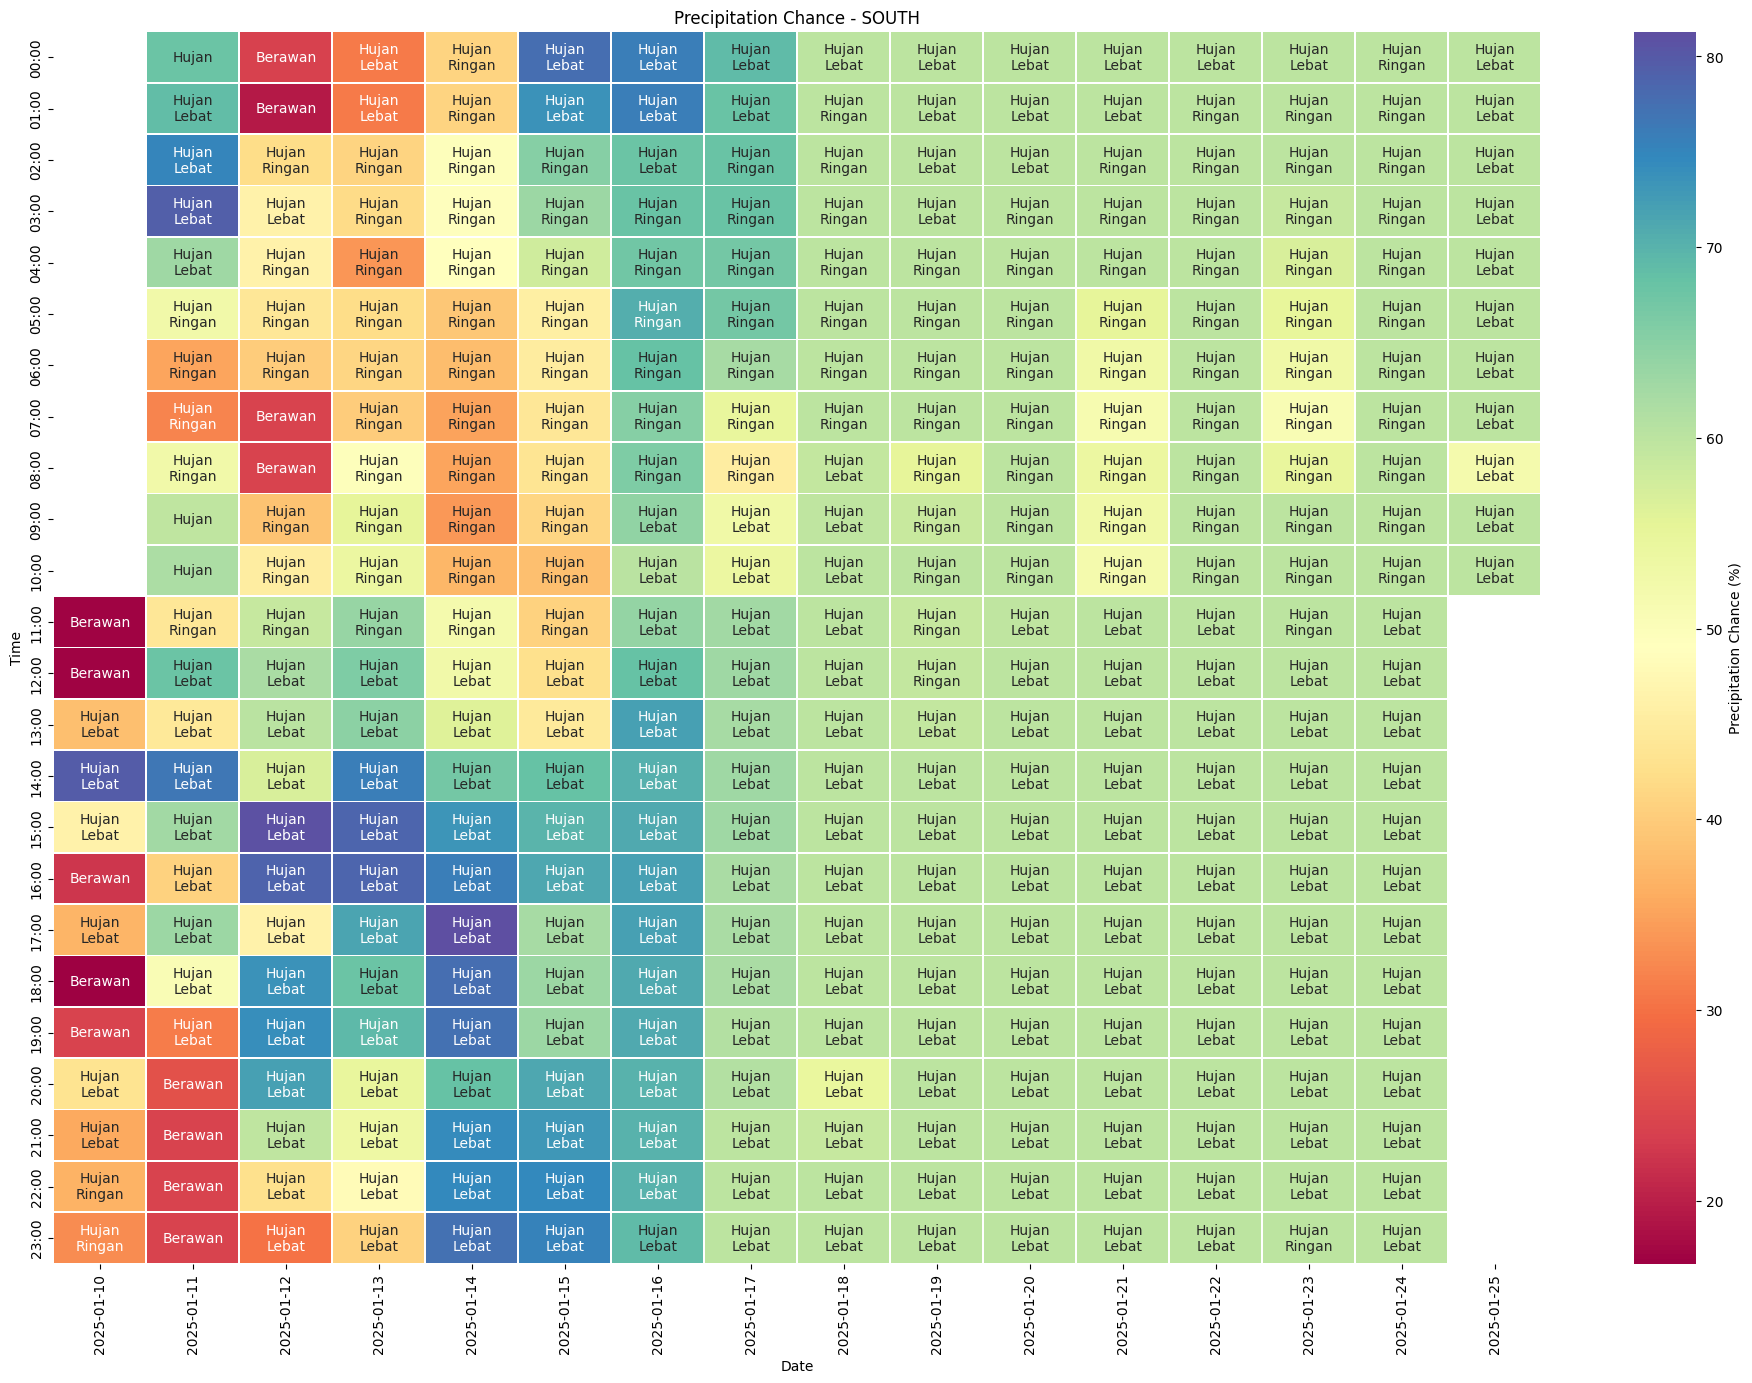 Precipitation Chance - SOUTH
00:00 Hujan Berawan Hujan Lebat Hujan Ringan Hujan Lebat Hujan Lebat Hujan Lebat Hujan Lebat Hujan Lebat Hujan Lebat Hujan Lebat Hujan Lebat Hujan Lebat Hujan Ringan Hujan Lebat
01:00 Hujan Lebat Berawan Hujan Lebat Hujan Ringan Hujan Lebat Hujan Lebat Hujan Lebat Hujan Ringan Hujan Lebat Hujan Lebat Hujan Lebat Hujan Ringan Hujan Ringan Hujan Ringan Hujan Lebat
02:00 Hujan Lebat Hujan Ringan Hujan Ringan Hujan Ringan Hujan Ringan Hujan Lebat Hujan Ringan Hujan Ringan Hujan Lebat Hujan Lebat Hujan Ringan Hujan Ringan Hujan Ringan Hujan Ringan Hujan Lebat
03:00 Hujan Lebat Hujan Lebat Hujan Ringan Hujan Ringan Hujan Ringan Hujan Ringan Hujan Ringan Hujan Ringan Hujan Lebat Hujan Ringan Hujan Ringan Hujan Ringan Hujan Ringan Hujan Ringan Hujan Lebat
04:00 Hujan Lebat Hujan Ringan Hujan Ringan Hujan Ringan Hujan Ringan Hujan Ringan Hujan Ringan Hujan Ringan Hujan Ringan Hujan Ringan Hujan Ringan Hujan Ringan Hujan Ringan Hujan Ringan Hujan Lebat
05:00 Hujan Ringan Hujan Ringan Hujan Ringan Hujan Ringan Hujan Ringan Hujan Ringan Hujan Ringan Hujan Ringan Hujan Ringan Hujan Ringan Hujan Ringan Hujan Ringan Hujan Ringan Hujan Ringan Hujan Lebat
06:00 Hujan Ringan Hujan Ringan Hujan Ringan Hujan Ringan Hujan Ringan Hujan Ringan Hujan Ringan Hujan Ringan Hujan Ringan Hujan Ringan Hujan Ringan Hujan Ringan Hujan Ringan Hujan Ringan Hujan Lebat
07:00 Hujan Ringan Berawan Hujan Ringan Hujan Ringan Hujan Ringan Hujan Ringan Hujan Ringan Hujan Ringan Hujan Ringan Hujan Ringan Hujan Ringan Hujan Ringan Hujan Ringan Hujan Ringan Hujan Lebat
08:00 Hujan Ringan Berawan Hujan Ringan Hujan Ringan Hujan Ringan Hujan Ringan Hujan Ringan Hujan Lebat Hujan Ringan Hujan Ringan Hujan Ringan Hujan Ringan Hujan Ringan Hujan Ringan Hujan Lebat
09:00 Hujan Hujan Ringan Hujan Ringan Hujan Ringan Hujan Ringan Hujan Lebat Hujan Lebat Hujan Lebat Hujan Ringan Hujan Ringan Hujan Ringan Hujan Ringan Hujan Ringan Hujan Ringan Hujan Lebat
10:00 Hujan Hujan Ringan Hujan Ringan Hujan Ringan Hujan Ringan Hujan Lebat Hujan Lebat Hujan Lebat Hujan Ringan Hujan Ringan Hujan Ringan Hujan Ringan Hujan Ringan Hujan Ringan Hujan Lebat
11:00 Berawan Hujan Ringan Hujan Ringan Hujan Ringan Hujan Ringan Hujan Ringan Hujan Lebat Hujan Lebat Hujan Lebat Hujan Ringan Hujan Lebat Hujan Lebat Hujan Lebat Hujan Ringan Hujan Lebat
12:00 Berawan Hujan Lebat Hujan Lebat Hujan Lebat Hujan Lebat Hujan Lebat Hujan Lebat Hujan Lebat Hujan Lebat Hujan Ringan Hujan Lebat Hujan Lebat Hujan Lebat Hujan Lebat Hujan Lebat
13:00 Hujan Lebat Hujan Lebat Hujan Lebat Hujan Lebat Hujan Lebat Hujan Lebat Hujan Lebat Hujan Lebat Hujan Lebat Hujan Lebat Hujan Lebat Hujan Lebat Hujan Lebat Hujan Lebat Hujan Lebat
14:00 Hujan Lebat Hujan Lebat Hujan Lebat Hujan Lebat Hujan Lebat Hujan Lebat Hujan Lebat Hujan Lebat Hujan Lebat Hujan Lebat Hujan Lebat Hujan Lebat Hujan Lebat Hujan Lebat Hujan Lebat
15:00 Hujan Lebat Hujan Lebat Hujan Lebat Hujan Lebat Hujan Lebat Hujan Lebat Hujan Lebat Hujan Lebat Hujan Lebat Hujan Lebat Hujan Lebat Hujan Lebat Hujan Lebat Hujan Lebat Hujan Lebat
16:00 Berawan Hujan Lebat Hujan Lebat Hujan Lebat Hujan Lebat Hujan Lebat Hujan Lebat Hujan Lebat Hujan Lebat Hujan Lebat Hujan Lebat Hujan Lebat Hujan Lebat Hujan Lebat Hujan Lebat
17:00 Hujan Lebat Hujan Lebat Hujan Lebat Hujan Lebat Hujan Lebat Hujan Lebat Hujan Lebat Hujan Lebat Hujan Lebat Hujan Lebat Hujan Lebat Hujan Lebat Hujan Lebat Hujan Lebat Hujan Lebat
18:00 Berawan Hujan Lebat Hujan Lebat Hujan Lebat Hujan Lebat Hujan Lebat Hujan Lebat Hujan Lebat Hujan Lebat Hujan Lebat Hujan Lebat Hujan Lebat Hujan Lebat Hujan Lebat Hujan Lebat
19:00 Berawan Hujan Lebat Hujan Lebat Hujan Lebat Hujan Lebat Hujan Lebat Hujan Lebat Hujan Lebat Hujan Lebat Hujan Lebat Hujan Lebat Hujan Lebat Hujan Lebat Hujan Lebat Hujan Lebat
20:00 Hujan Lebat Berawan Hujan Lebat Hujan Lebat Hujan Lebat Hujan Lebat Hujan Lebat Hujan Lebat Hujan Lebat Hujan Lebat Hujan Lebat Hujan Lebat Hujan Lebat Hujan Lebat Hujan Lebat
21:00 Hujan Lebat Berawan Hujan Lebat Hujan Lebat Hujan Lebat Hujan Lebat Hujan Lebat Hujan Lebat Hujan Lebat Hujan Lebat Hujan Lebat Hujan Lebat Hujan Lebat Hujan Lebat Hujan Lebat
22:00 Hujan Ringan Berawan Hujan Lebat Hujan Lebat Hujan Lebat Hujan Lebat Hujan Lebat Hujan Lebat Hujan Lebat Hujan Lebat Hujan Lebat Hujan Lebat Hujan Lebat Hujan Lebat Hujan Lebat
23:00 Hujan Ringan Berawan Hujan Lebat Hujan Lebat Hujan Lebat Hujan Lebat Hujan Lebat Hujan Lebat Hujan Lebat Hujan Lebat Hujan Lebat Hujan Lebat Hujan Lebat Hujan Ringan Hujan Lebat
Time
2025-01-10 2025-01-11 2025-01-12 2025-01-13 2025-01-14 2025-01-15 2025-01-16 2025-01-17 2025-01-18 2025-01-19 2025-01-20 2025-01-21 2025-01-22 2025-01-23 2025-01-24 2025-01-25
Date
80
70
60
50
40
30
20
Precipitation Chance (%)